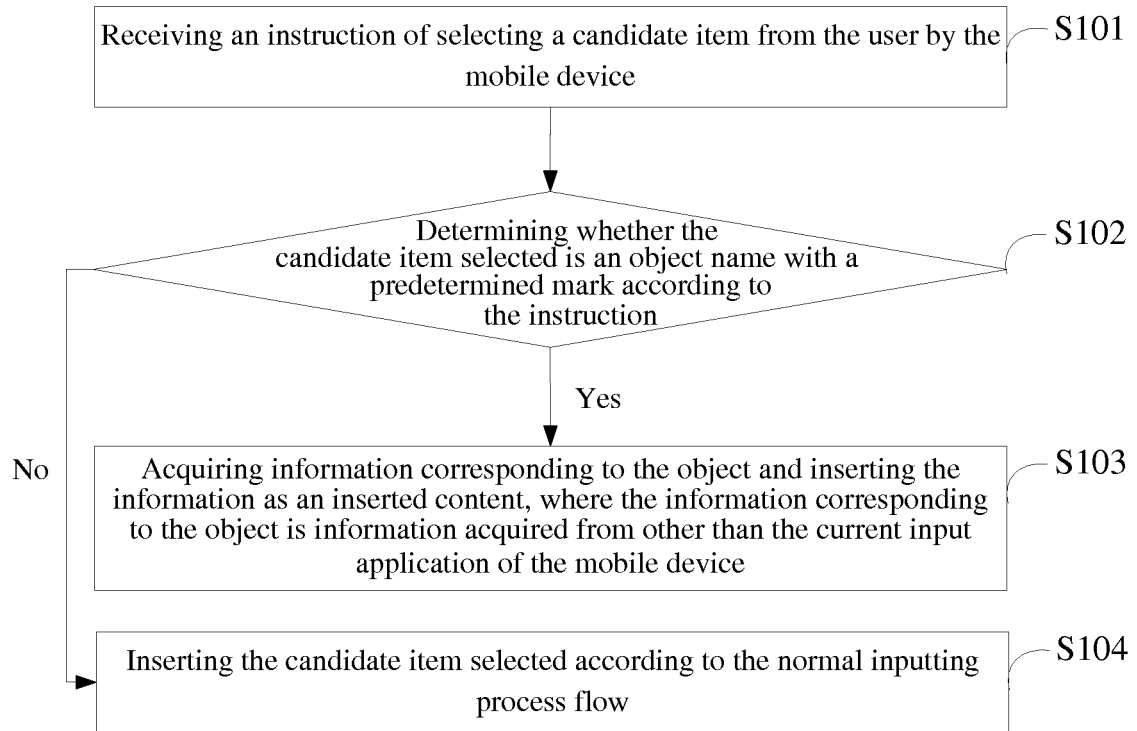 Receiving an instruction of selecting a candidate item from the user by the
mobile device
S101
Determining whether the
candidate item selected is an object name with a
predetermined mark according to
the instruction
S102
Yes
No
Acquiring information corresponding to the object and inserting the
information as an inserted content, where the information corresponding
to the object is information acquired from other than the current input
application of the mobile device
S103
Inserting the candidate item selected according to the normal inputting
process flow
S104